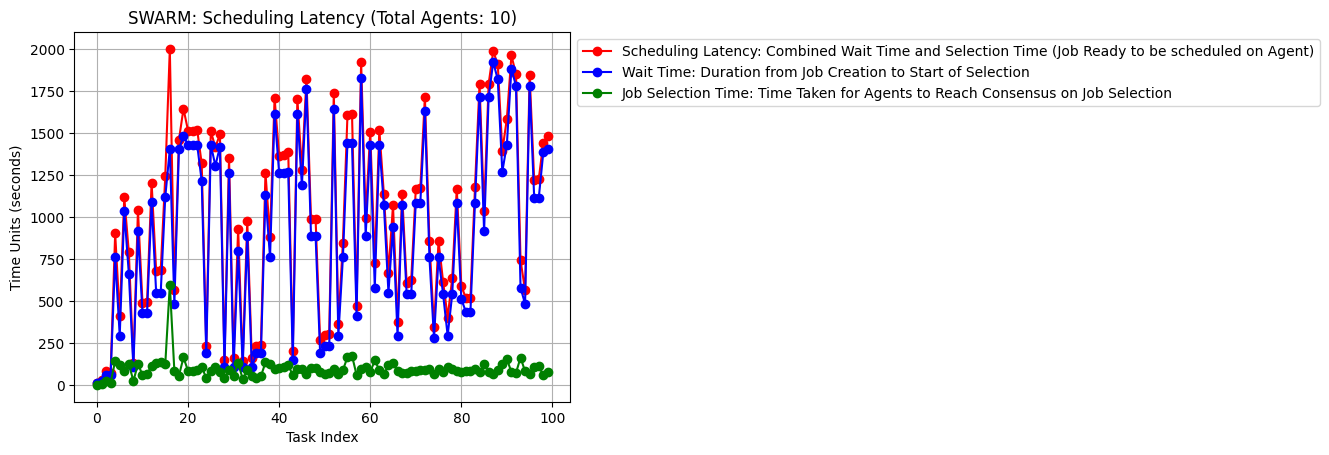 SWARM: Scheduling Latency (Total Agents: 10)
Scheduling Latency: Combined Wait Time and Selection Time (Job Ready to be scheduled on Agent)
Wait Time: Duration from Job Creation to Start of Selection
Job Selection Time: Time Taken for Agents to Reach Consensus on Job Selection
Time Units (seconds)
2000
1750
1500
1250
1000
750
500
250
0
0 20 40 60 80 100
Task Index